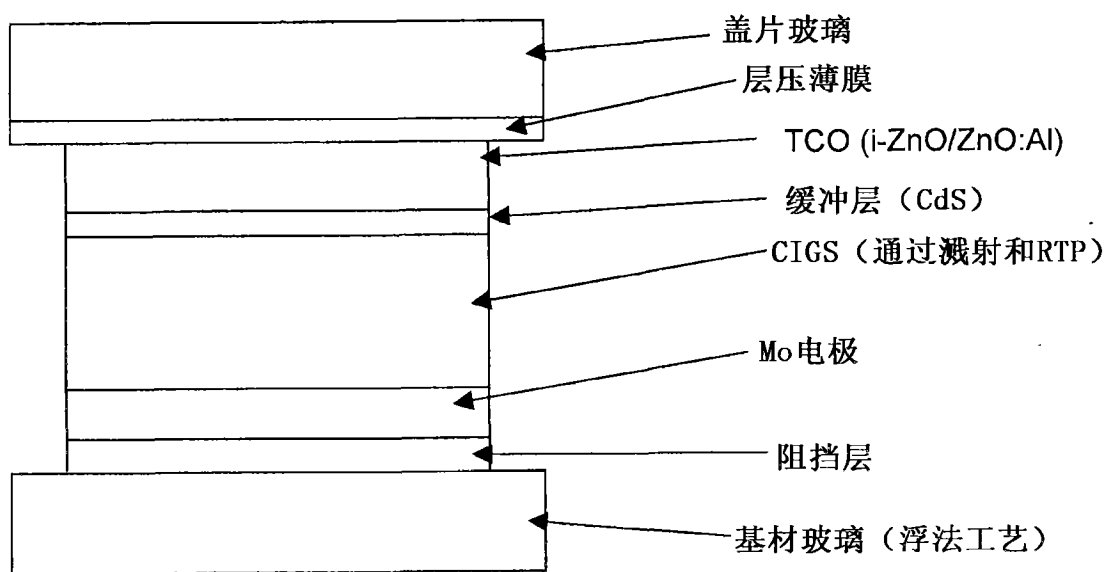 盖片玻璃
层压薄膜
TCO (i-ZnO/ZnO:Al)
缓冲层（CdS）
CIGS（通过溅射和RTP）
Mo电极
阻挡层
基材玻璃（浮法工艺）